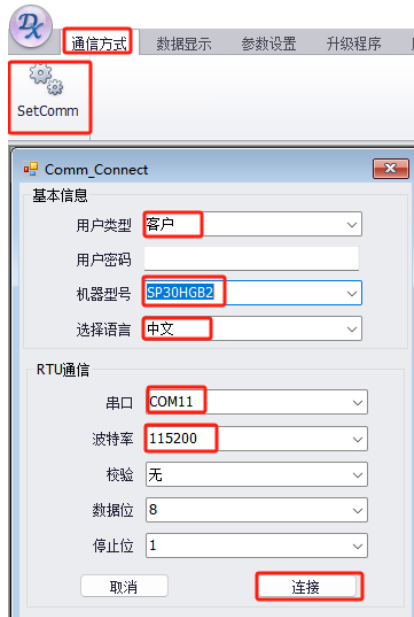 DX
通信方式 数据显示 参数设置 升级程序
SetComm
Comm_Connect
基本信息
用户类型 客户
用户密码
机器型号 SP30HGB2
选择语言 中文
RTU通信
串口 COM11
波特率 115200
校验 无
数据位 8
停止位 1
取消 连接